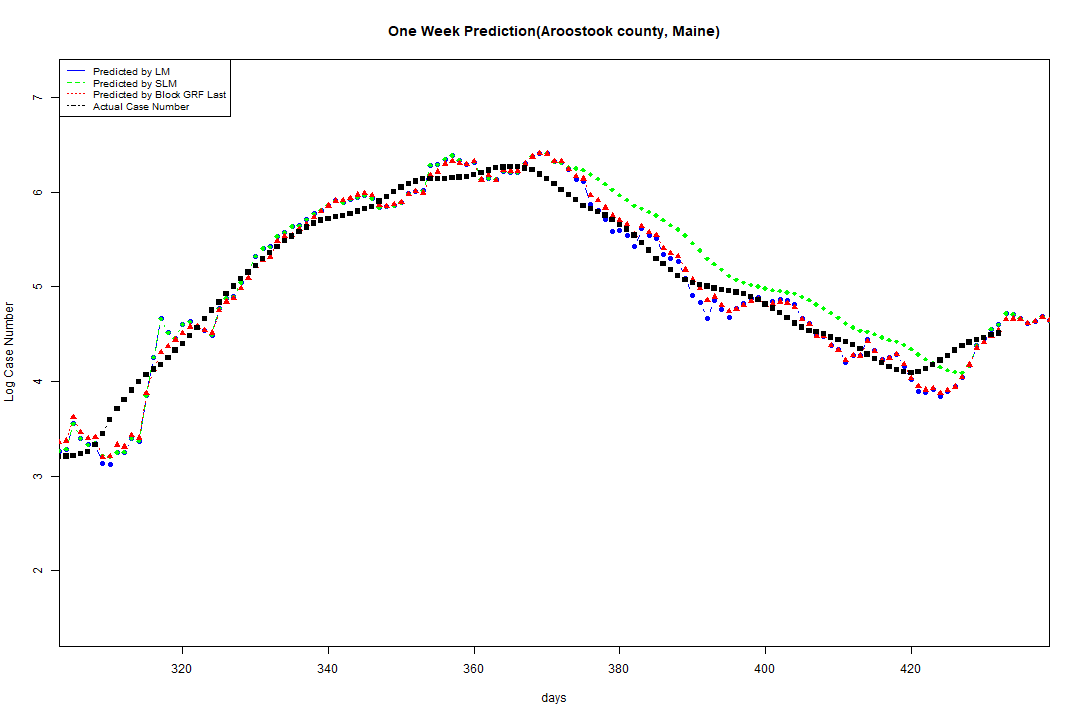 One Week Prediction(Aroostook county, Maine)
Predicted by LM
Predicted by SLM
Predicted by Block GRF Last
Actual Case Number
7
6
5
4
3
2
Log Case Number
320 340 360 380 400 420
days